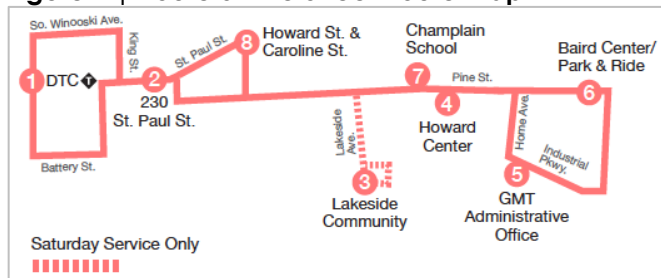 So. Winooski Ave.
King St.
St. Paul St.
8
Howard St. &
Caroline St.
Champlain
School
Baird Center/
Park & Ride
1
DTC
T
2
230
St. Paul St.
7
Pine St.
4
Howard
Center
6
Battery St.
Lakeside
Ave.
3
Lakeside
Community
Home Ave.
Industrial
Pkwy.
5
GMT
Administrative
Office
Saturday Service Only